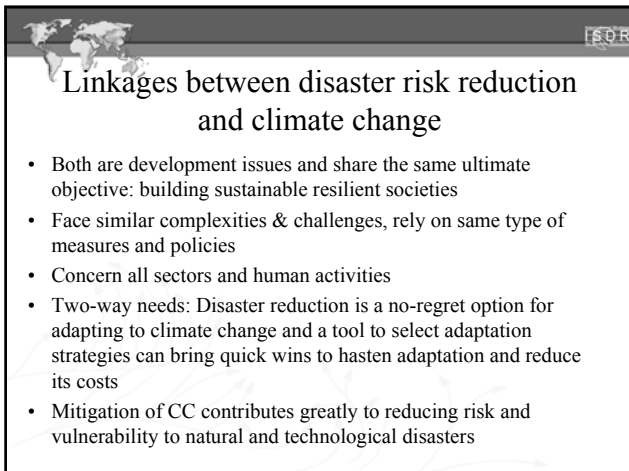 ISDR
Linkages between disaster risk reduction
and climate change
• Both are development issues and share the same ultimate
objective: building sustainable resilient societies
• Face similar complexities & challenges, rely on same type of
measures and policies
• Concern all sectors and human activities
• Two-way needs: Disaster reduction is a no-regret option for
adapting to climate change and a tool to select adaptation
strategies can bring quick wins to hasten adaptation and reduce
its costs
• Mitigation of CC contributes greatly to reducing risk and
vulnerability to natural and technological disasters